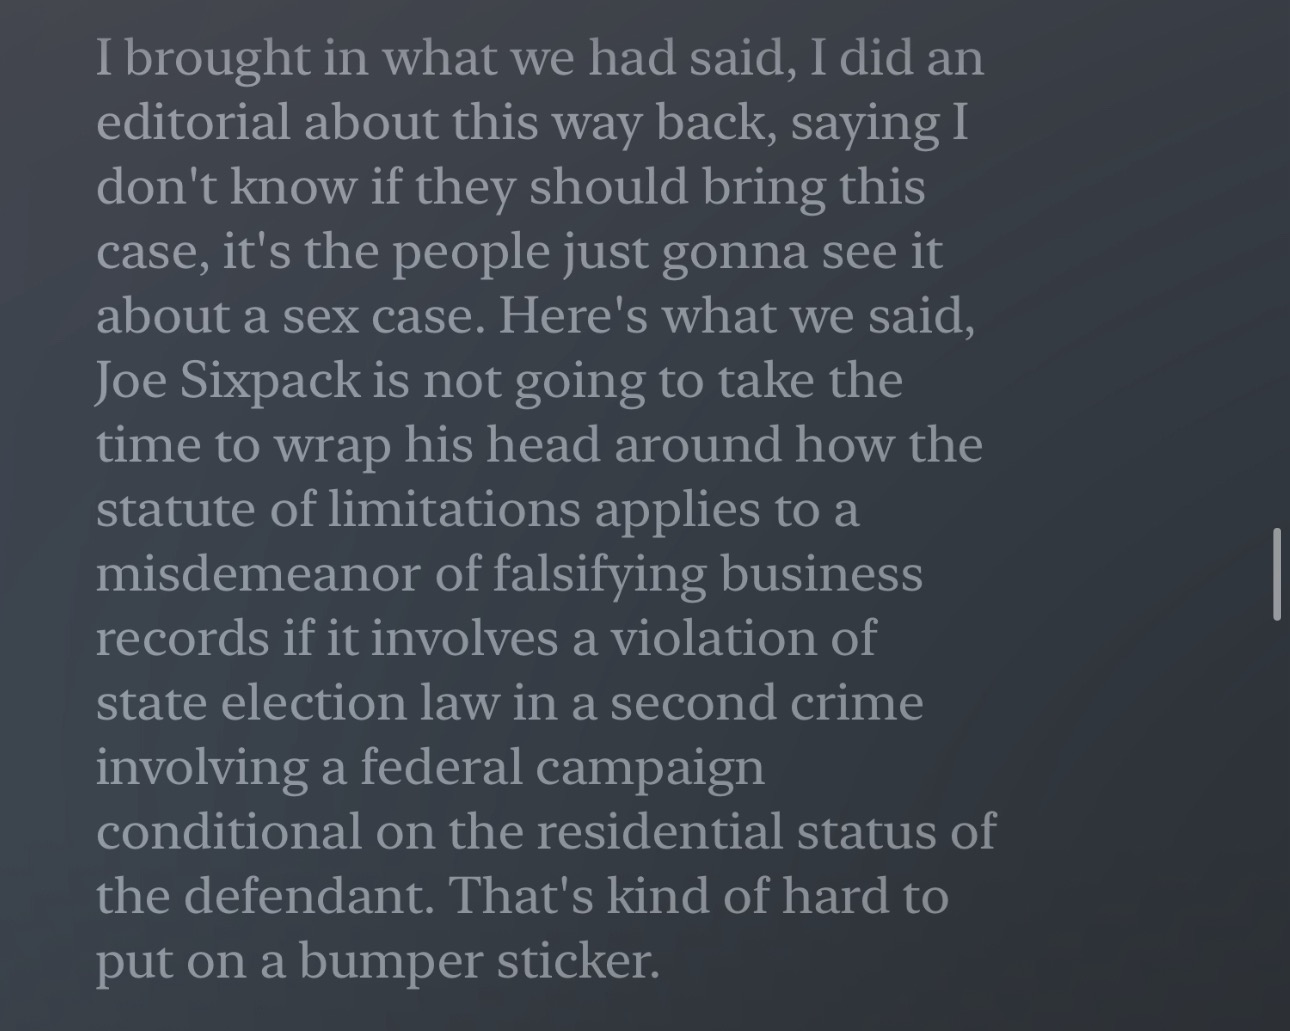 I brought in what we had said, I did an
editorial about this way back, saying I
don't know if they should bring this
case, it's the people just gonna see it
about a sex case. Here's what we said,
Joe Sixpack is not going to take the
time to wrap his head around how the
statute of limitations applies to a
misdemeanor of falsifying business
records if it involves a violation of
state election law in a second crime
involving a federal campaign
conditional on the residential status of
the defendant. That's kind of hard to
put on a bumper sticker.